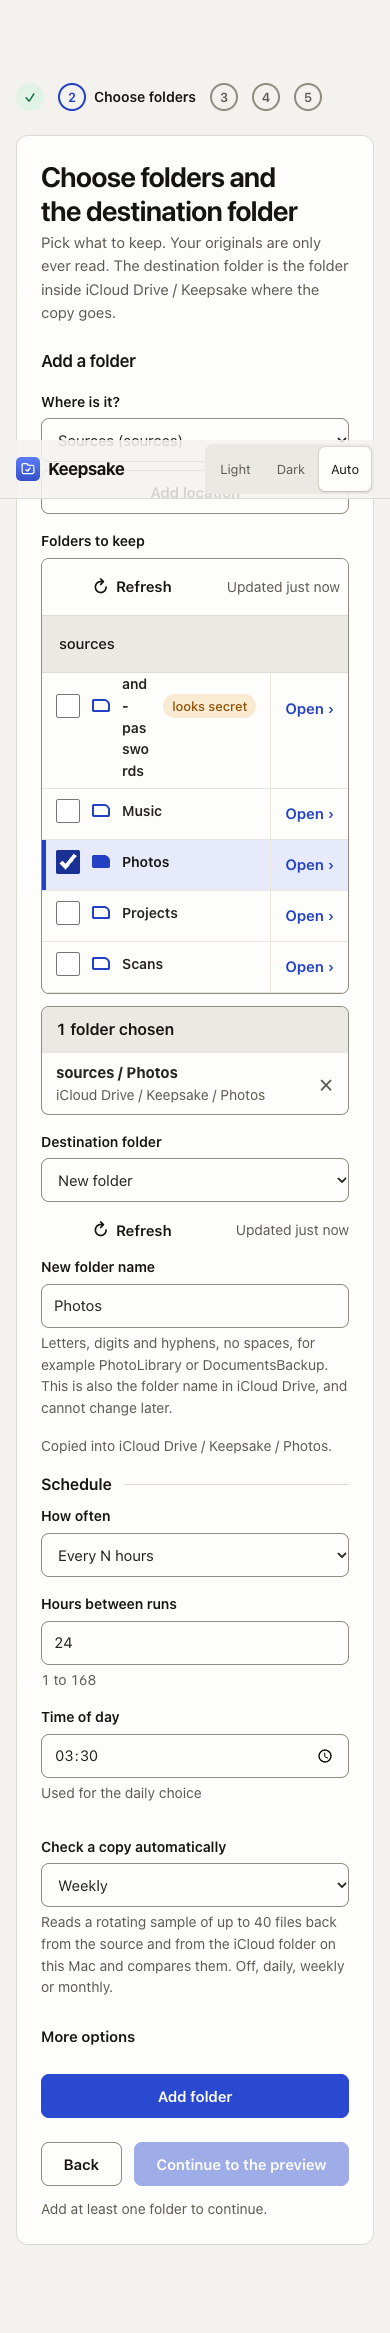 2 Choose folders 3 4 5
Choose folders and
the destination folder
Pick what to keep. Your originals are only
ever read. The destination folder is the folder
inside iCloud Drive / Keepsake where the
copy goes.
Add a folder
Where is it?
Sources (sources)
Keepsake Light Dark Auto
Add location
Folders to keep
Refresh Updated just now
sources
and
-
pas
swo
rds
looks secret
Open ›
Music Open ›
Photos Open ›
Projects Open ›
Scans Open ›
1 folder chosen
sources / Photos
iCloud Drive / Keepsake / Photos
Destination folder
New folder
Refresh Updated just now
New folder name
Photos
Letters, digits and hyphens, no spaces, for
example PhotoLibrary or DocumentsBackup.
This is also the folder name in iCloud Drive, and
cannot change later.
Copied into iCloud Drive / Keepsake / Photos.
Schedule
How often
Every N hours
Hours between runs
24
1 to 168
Time of day
03:30
Used for the daily choice
Check a copy automatically
Weekly
Reads a rotating sample of up to 40 files back
from the source and from the iCloud folder on
this Mac and compares them. Off, daily, weekly
or monthly.
More options
Add folder
Back Continue to the preview
Add at least one folder to continue.